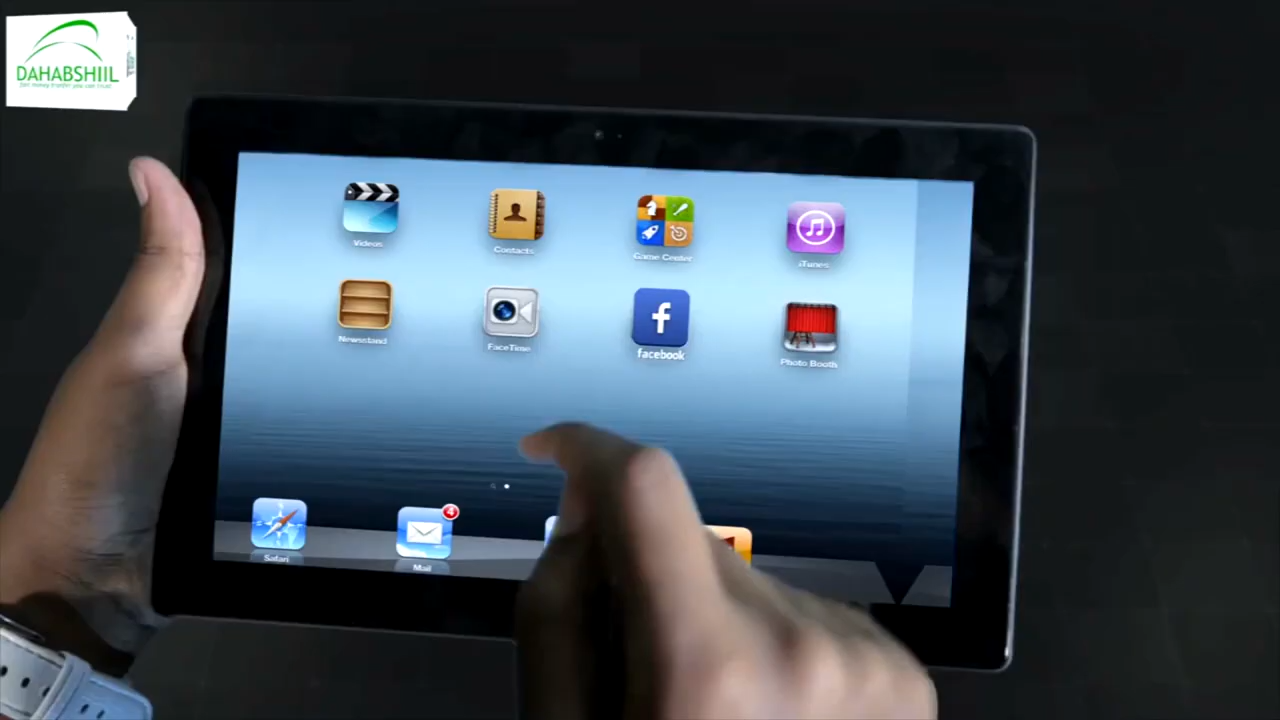 DAHABSHIIL
Videos
Contacts
Game Center
iTunes
Newsstand
FaceTime
f
facebook
Photo Booth
4
Safari
Mail